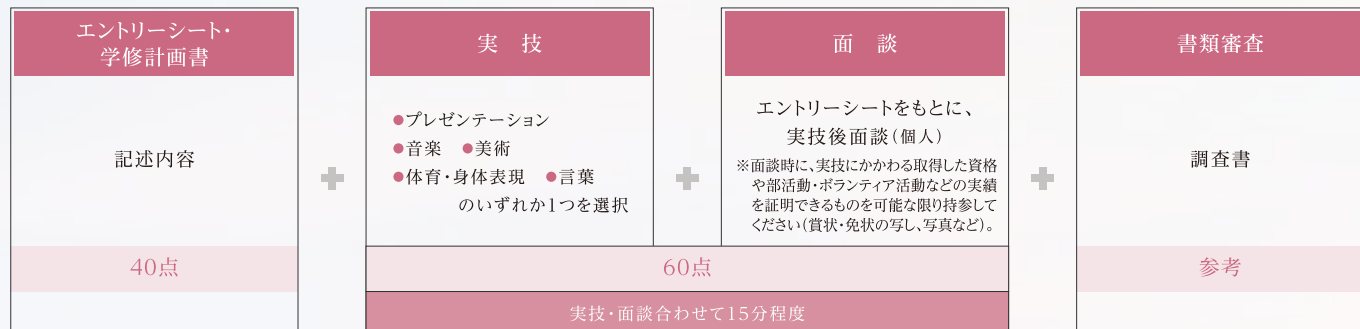 エントリーシート・
学修計画書
記述内容
40点
実　技
●プレゼンテーション
●音楽　●美術
●体育・身体表現　●言葉
のいずれか1つを選択
面　談
エントリーシートをもとに、
実技後面談（個人）
※面談時に、実技にかかわる取得した資格
や部活動・ボランティア活動などの実績
を証明できるものを可能な限り持参して
ください（賞状・免状の写し、写真など）。
60点
実技・面談合わせて15分程度
書類審査
調査書
参考